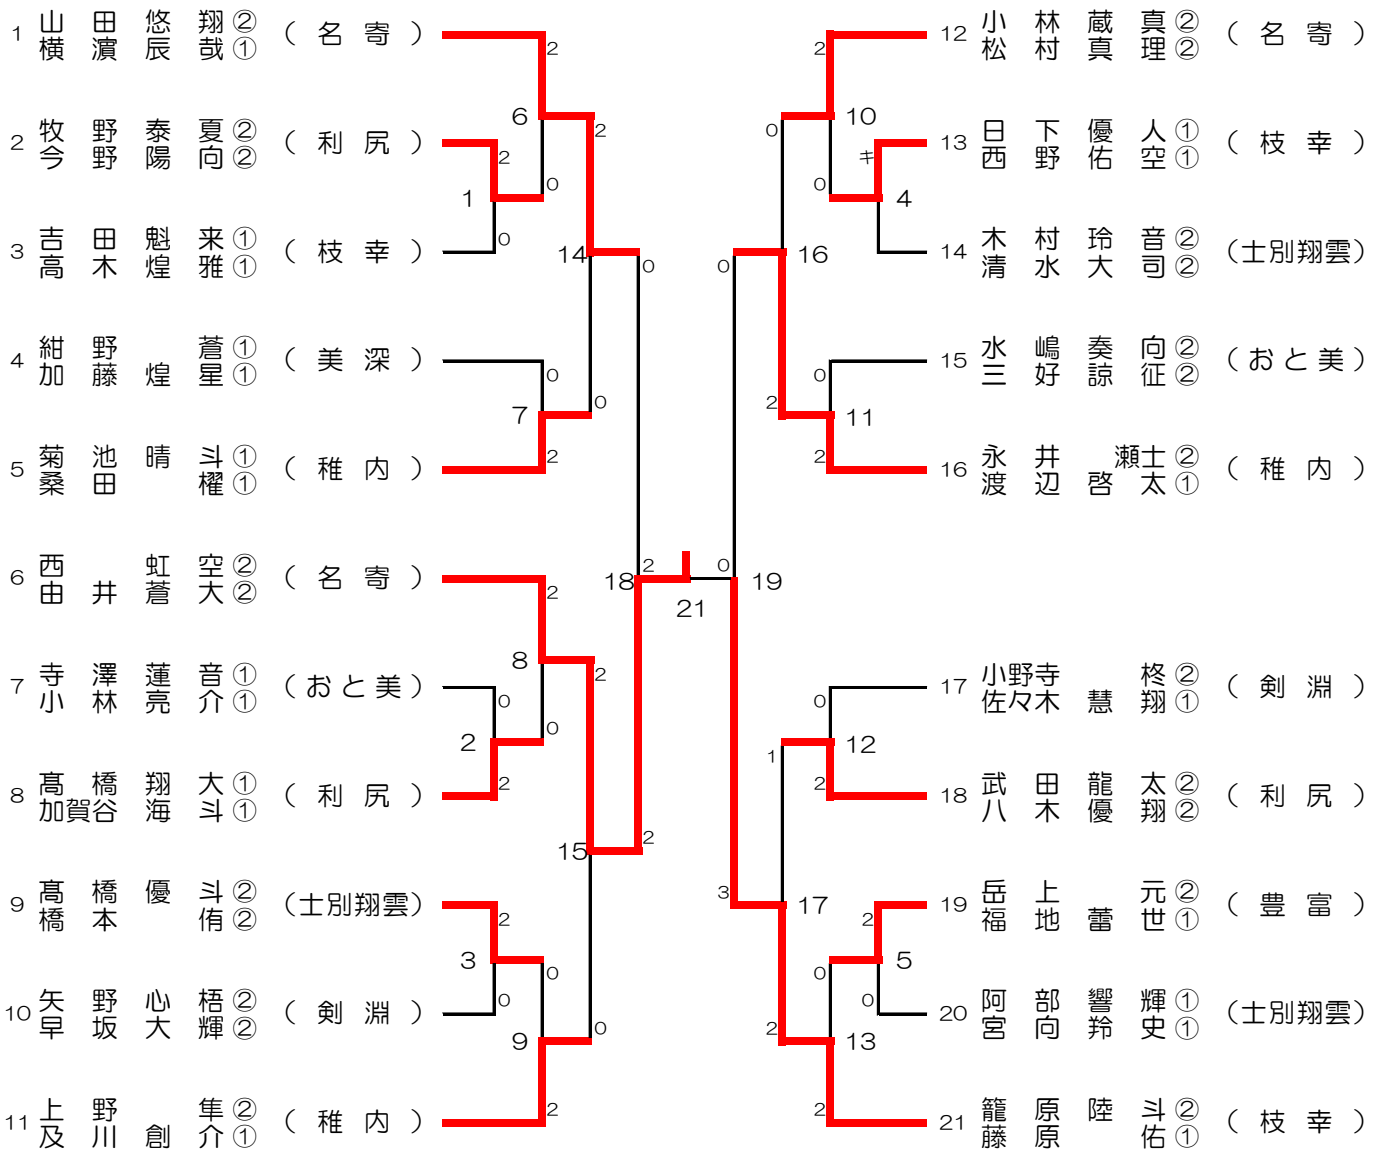 1 山田悠翔② (名寄)
横濵辰哉①
2 牧野泰夏② (利尻)
今野陽向②
3 吉田魁来① (枝幸)
高木煌雅①
4 紺野蒼① (美深)
加藤煌星①
5 菊池晴斗① (稚内)
桑田櫂①
6 西虹空② (名寄)
由井蒼大②
7 寺澤蓮音① (おと美)
小林亮介①
8 髙橋翔大① (利尻)
加賀谷海斗①
9 髙橋優斗② (士別翔雲)
橋本侑②
10 矢野心梧② (剣淵)
早坂大輝②
11 上野隼② (稚内)
及川創介①
2
6
2
2
1
0
0
14
0
0
7
0
2
2
18
2
8
2
0
2
0
2
15
2
2
3
0
0
9
0
2
21
2
10
0
キ
0
4
0
16
0
2
11
2
0
19
0
12
1
2
3
17
2
5
0
0
2
13
2
12 小林蔵真② (名寄)
松村真理②
13 日下優人① (枝幸)
西野佑空①
14 木村玲音② (士別翔雲)
清水大司②
15 水嶋奏向② (おと美)
三好諒征②
16 永井瀬士② (稚内)
渡辺啓太①
17 小野寺柊② (剣淵)
佐々木慧翔①
18 武田龍太② (利尻)
八木優翔②
19 岳上元② (豊富)
福地蕾世①
20 阿部響輝① (士別翔雲)
宮向羚史①
21 籠原陸斗② (枝幸)
藤原佑①